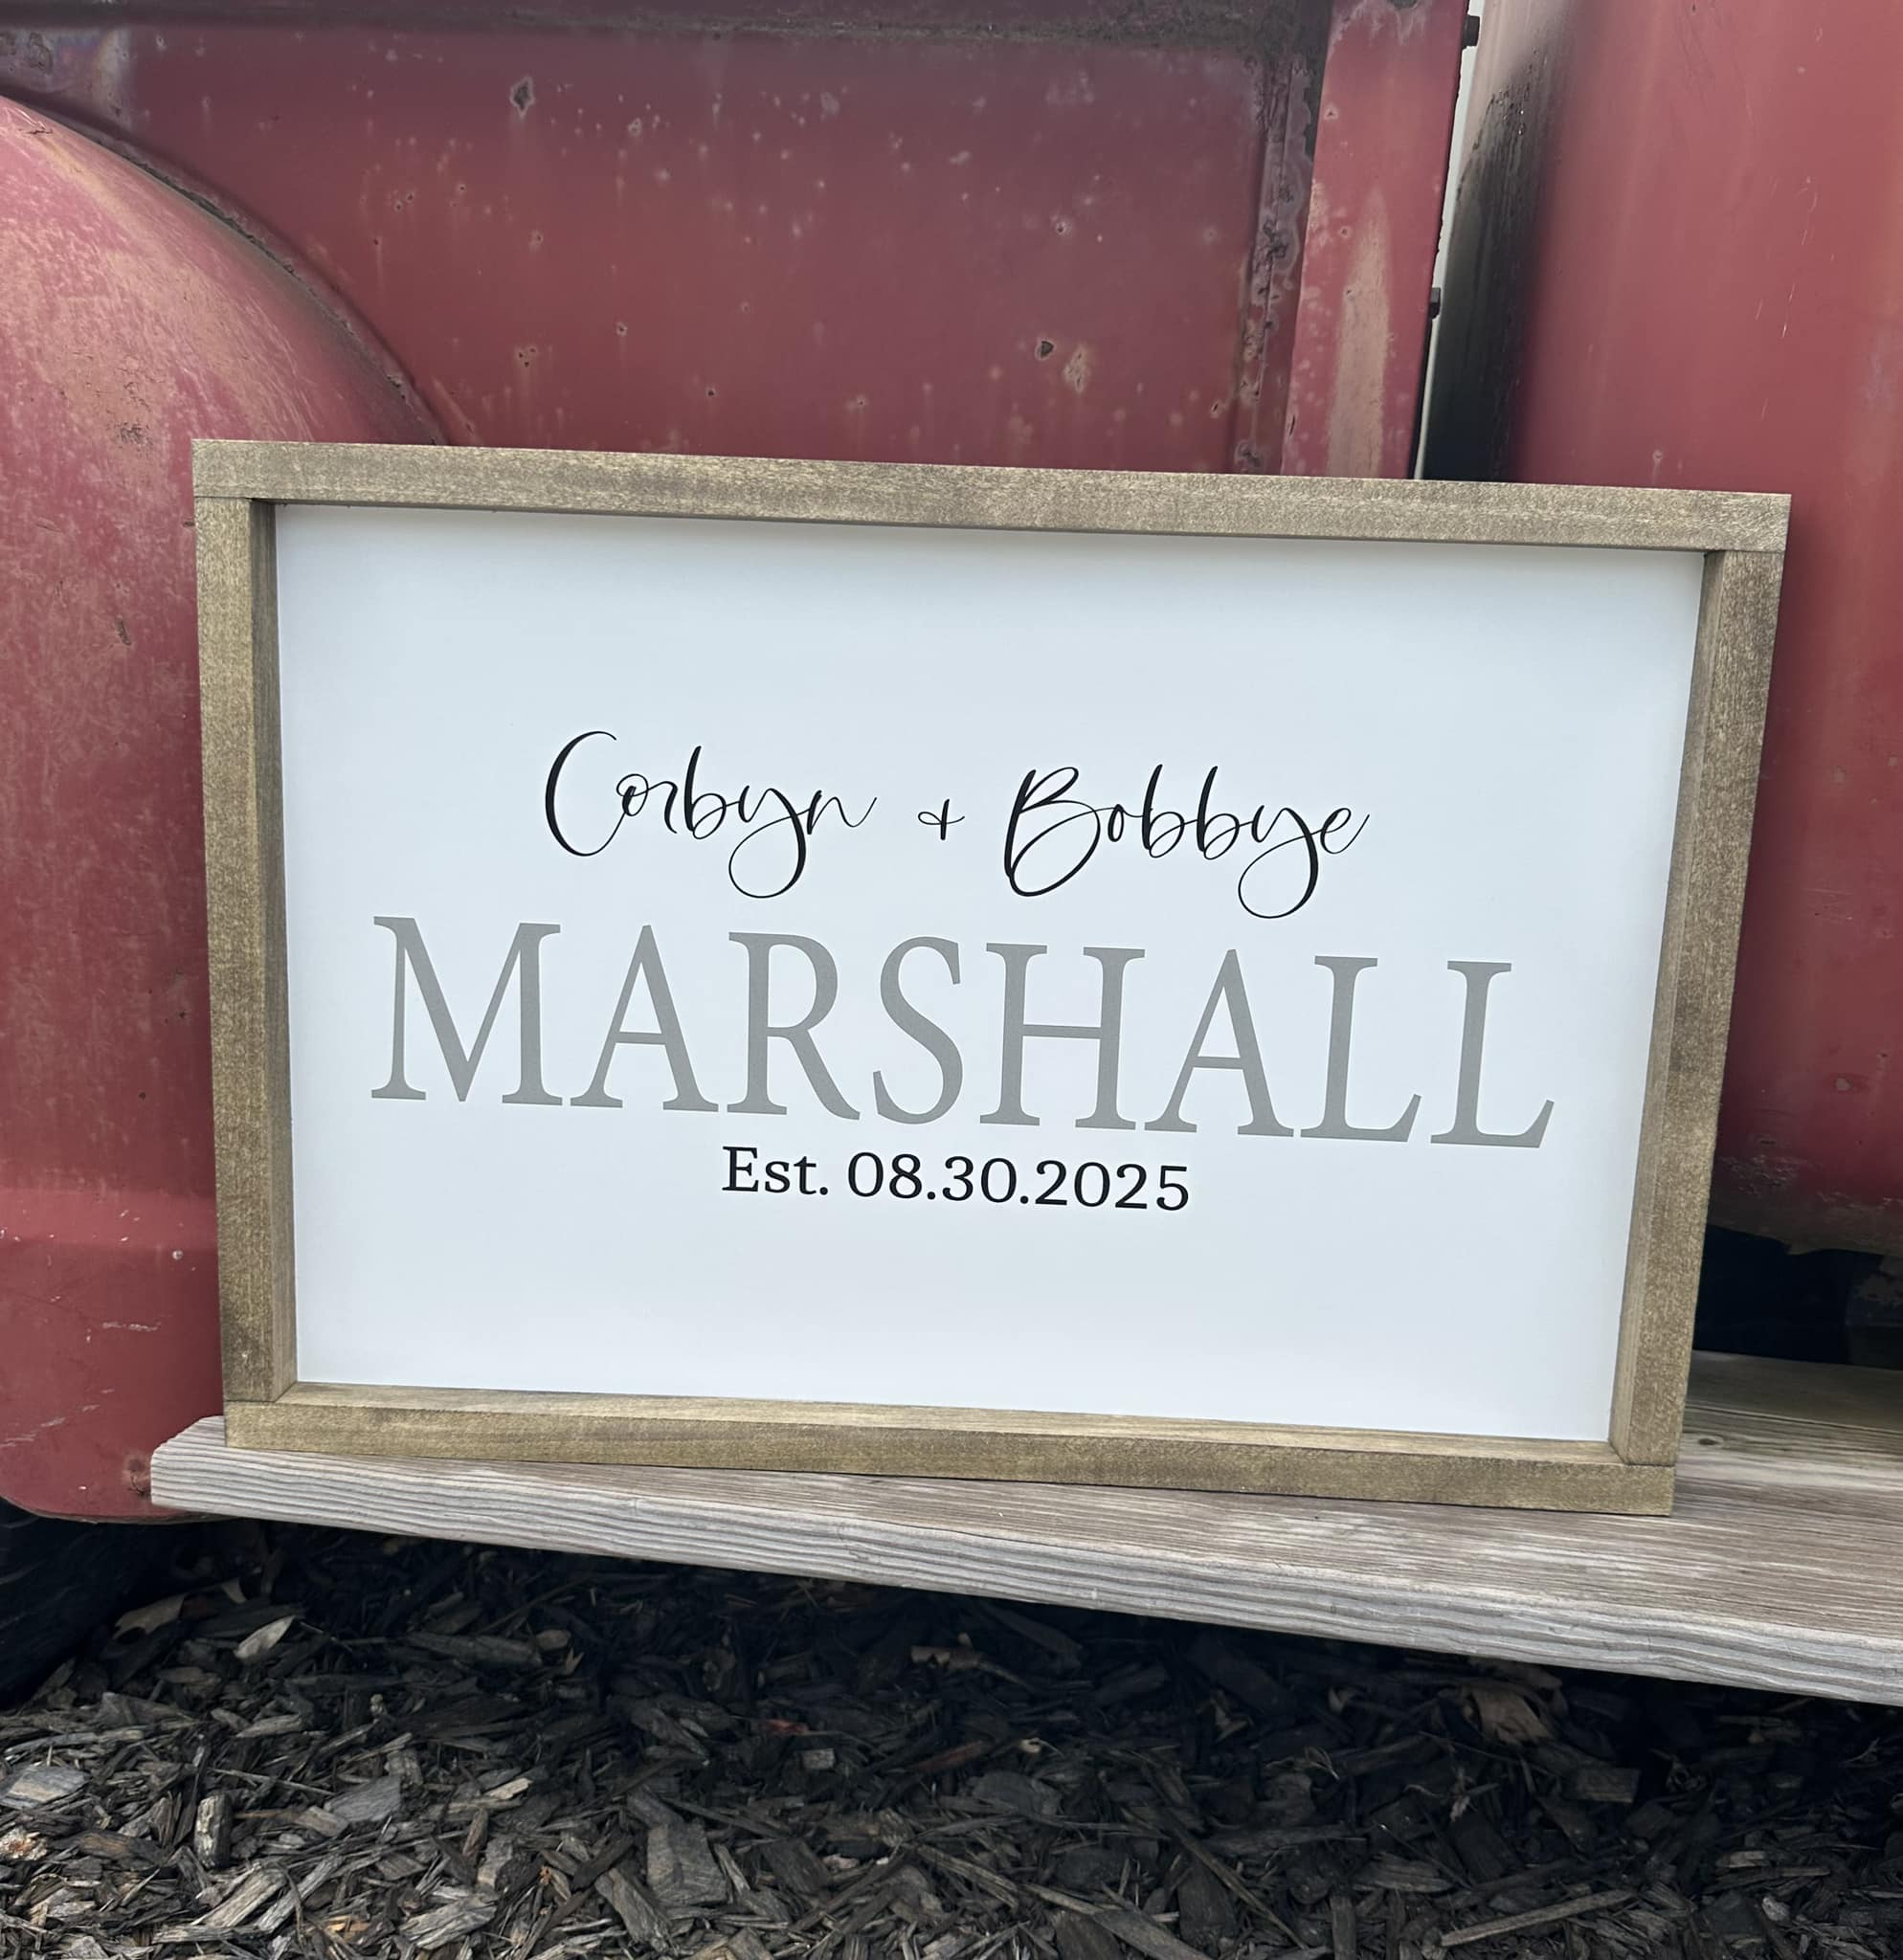 Corbyn + Bobbye
MARSHALL
Est. 08.30.2025